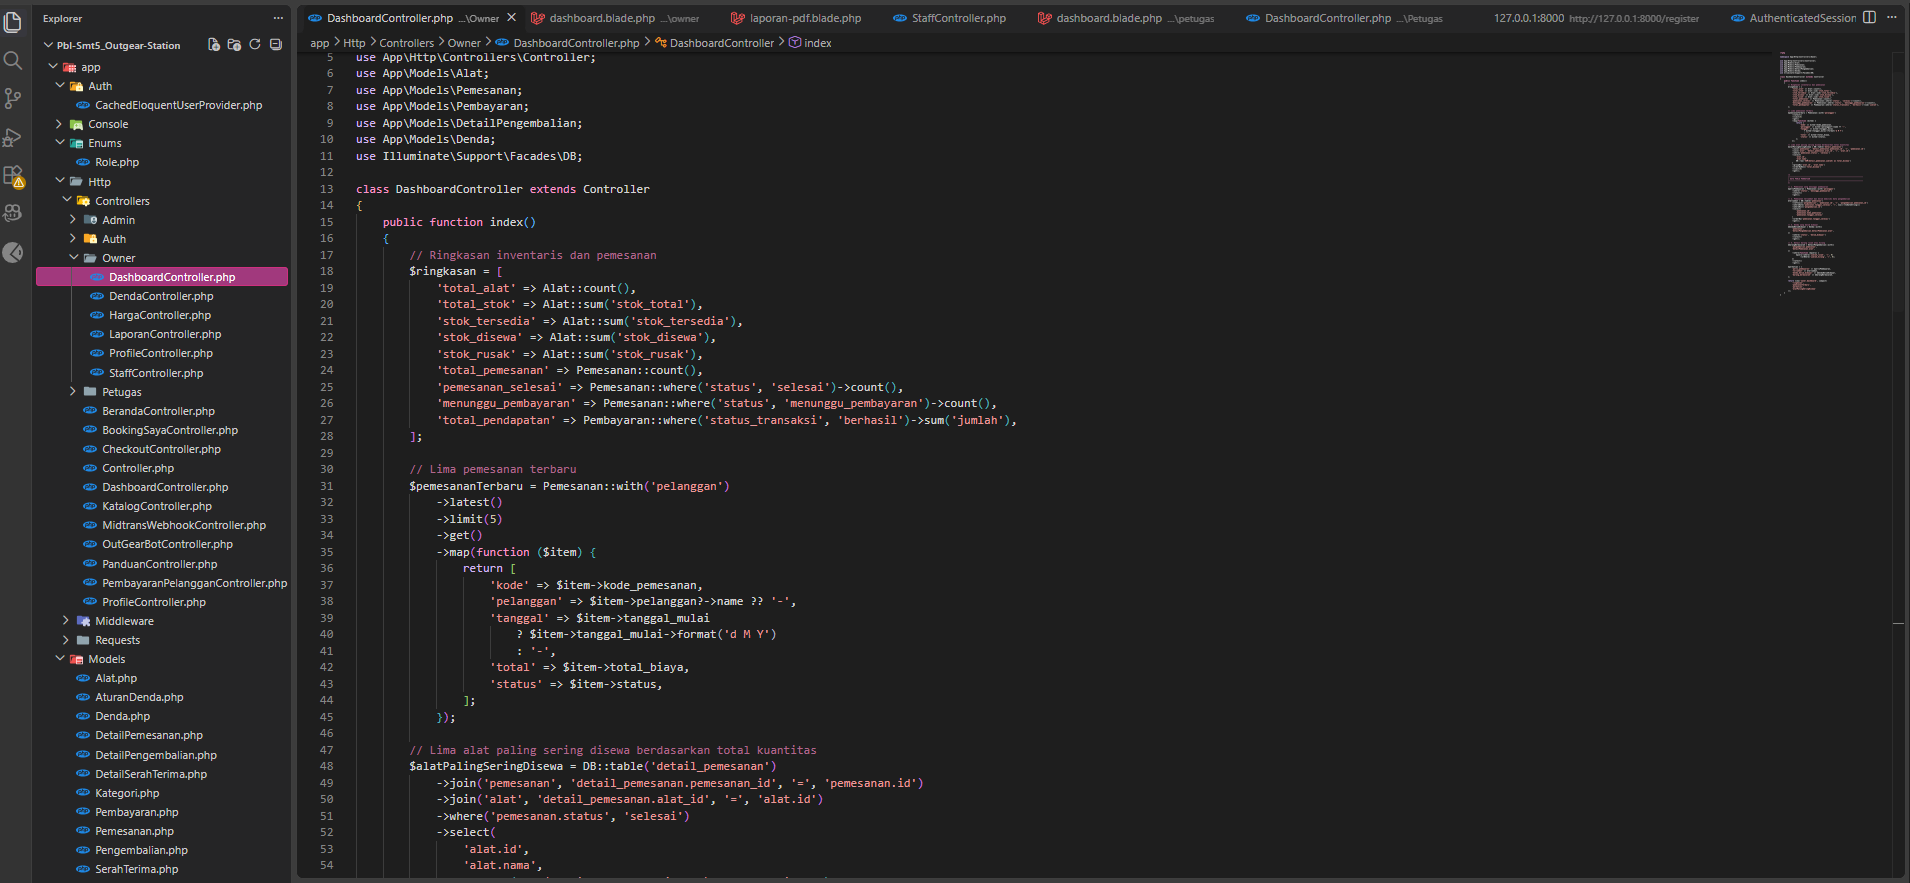 Explorer
Pbl-Smt5_Outgear-Station
app
Auth
CachedEloquentUserProvider.php
Console
Enums
Role.php
Http
Controllers
Admin
Auth
Owner
DashboardController.php
DendaController.php
HargaController.php
LaporanController.php
ProfileController.php
StaffController.php
Petugas
BerandaController.php
BookingSayaController.php
CheckoutController.php
Controller.php
DashboardController.php
KatalogController.php
MidtransWebhookController.php
OutGearBotController.php
PanduanController.php
PembayaranPelangganController.php
ProfileController.php
Middleware
Requests
Models
Alat.php
AturanDenda.php
Denda.php
DetailPemesanan.php
DetailPengembalian.php
DetailSerahTerima.php
Kategori.php
Pembayaran.php
Pemesanan.php
Pengembalian.php
SerahTerima.php
DashboardController.php ...\Owner dashboard.blade.php ...\owner laporan-pdf.blade.php StaffController.php dashboard.blade.php ...\petugas DashboardController.php ...\Petugas 127.0.0.1:8000 http://127.0.0.1:8000/register AuthenticatedSession
app > Http > Controllers > Owner > DashboardController.php > DashboardController > index
5 use App\Http\Controllers\Controller;
6 use App\Models\Alat;
7 use App\Models\Pemesanan;
8 use App\Models\Pembayaran;
9 use App\Models\DetailPengembalian;
10 use App\Models\Denda;
11 use Illuminate\Support\Facades\DB;
12
13 class DashboardController extends Controller
14 {
15 public function index()
16 {
17 // Ringkasan inventaris dan pemesanan
18 $ringkasan = [
19 'total_alat' => Alat::count(),
20 'total_stok' => Alat::sum('stok_total'),
21 'stok_tersedia' => Alat::sum('stok_tersedia'),
22 'stok_disewa' => Alat::sum('stok_disewa'),
23 'stok_rusak' => Alat::sum('stok_rusak'),
24 'total_pemesanan' => Pemesanan::count(),
25 'pemesanan_selesai' => Pemesanan::where('status', 'selesai')->count(),
26 'menunggu_pembayaran' => Pemesanan::where('status', 'menunggu_pembayaran')->count(),
27 'total_pendapatan' => Pembayaran::where('status_transaksi', 'berhasil')->sum('jumlah'),
28 ];
29
30 // Lima pemesanan terbaru
31 $pemesananTerbaru = Pemesanan::with('pelanggan')
32 ->latest()
33 ->limit(5)
34 ->get()
35 ->map(function ($item) {
36 return [
37 'kode' => $item->kode_pemesanan,
38 'pelanggan' => $item->pelanggan?->name ?? '-',
39 'tanggal' => $item->tanggal_mulai
40 ? $item->tanggal_mulai->format('d M Y')
41 : '-',
42 'total' => $item->total_biaya,
43 'status' => $item->status,
44 ];
45 });
46
47 // Lima alat paling sering disewa berdasarkan total kuantitas
48 $alatPalingSeringDisewa = DB::table('detail_pemesanan')
49 ->join('pemesanan', 'detail_pemesanan.pemesanan_id', '=', 'pemesanan.id')
50 ->join('alat', 'detail_pemesanan.alat_id', '=', 'alat.id')
51 ->where('pemesanan.status', 'selesai')
52 ->select(
53 'alat.id',
54 'alat.nama',